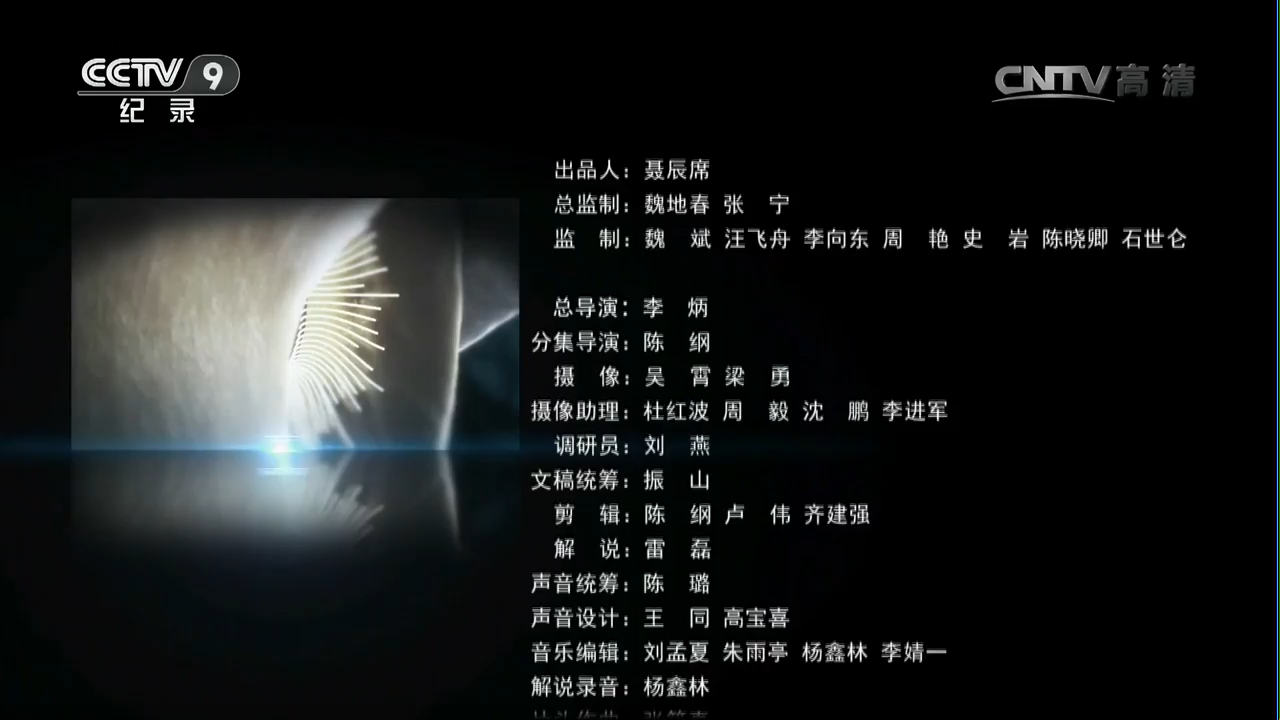 CCTV 9
纪 录
CNTV高 清
出品人：聂辰席
总监制：魏地春 张 宁
监 制：魏 斌 汪飞舟 李向东 周 艳 史 岩 陈晓卿 石世仑
总导演：李 炳
分集导演：陈 纲
摄 像：吴 霄 梁 勇
摄像助理：杜红波 周 毅 沈 鹏 李进军
调研员：刘 燕
文稿统筹：振 山
剪 辑：陈 纲 卢 伟 齐建强
解 说：雷 磊
声音统筹：陈 璐
声音设计：王 同 高宝喜
音乐编辑：刘孟夏 朱雨亭 杨鑫林 李婧一
解说录音：杨鑫林